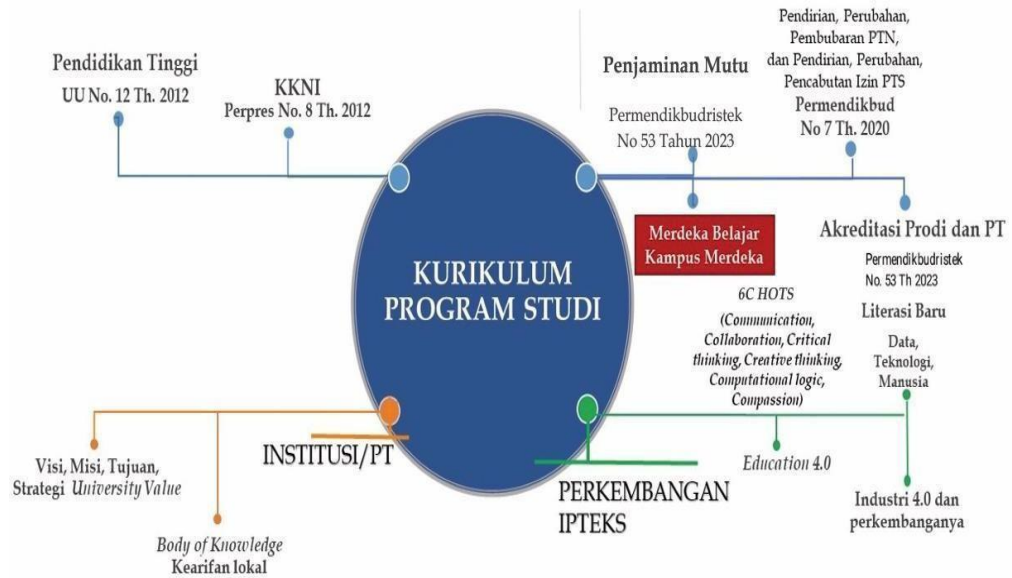 Pendidikan Tinggi
UU No. 12 Th. 2012
KKNI
Perpres No. 8 Th. 2012
Penjaminan Mutu
Permendikbudristek
No 53 Tahun 2023
Pendirian, Perubahan,
Pembubaran PTN,
dan Pendirian, Perubahan,
Pencabutan Izin PTS
Permendikbud
No 7 Th. 2020
Merdeka Belajar
Kampus Merdeka
Akreditasi Prodi dan PT
Permendikbudristek
No. 53 Th 2023
KURIKULUM
PROGRAM STUDI
6C HOTS
(Communication,
Collaboration, Critical
thinking, Creative thinking,
Computational logic,
Compassion)
Literasi Baru
Data,
Teknologi,
Manusia
INSTITUSI/PT
Visi, Misi, Tujuan,
Strategi University Value
Body of Knowledge
Kearifan lokal
PERKEMBANGAN
IPTEKS
Education 4.0
Industri 4.0 dan
perkembanganya